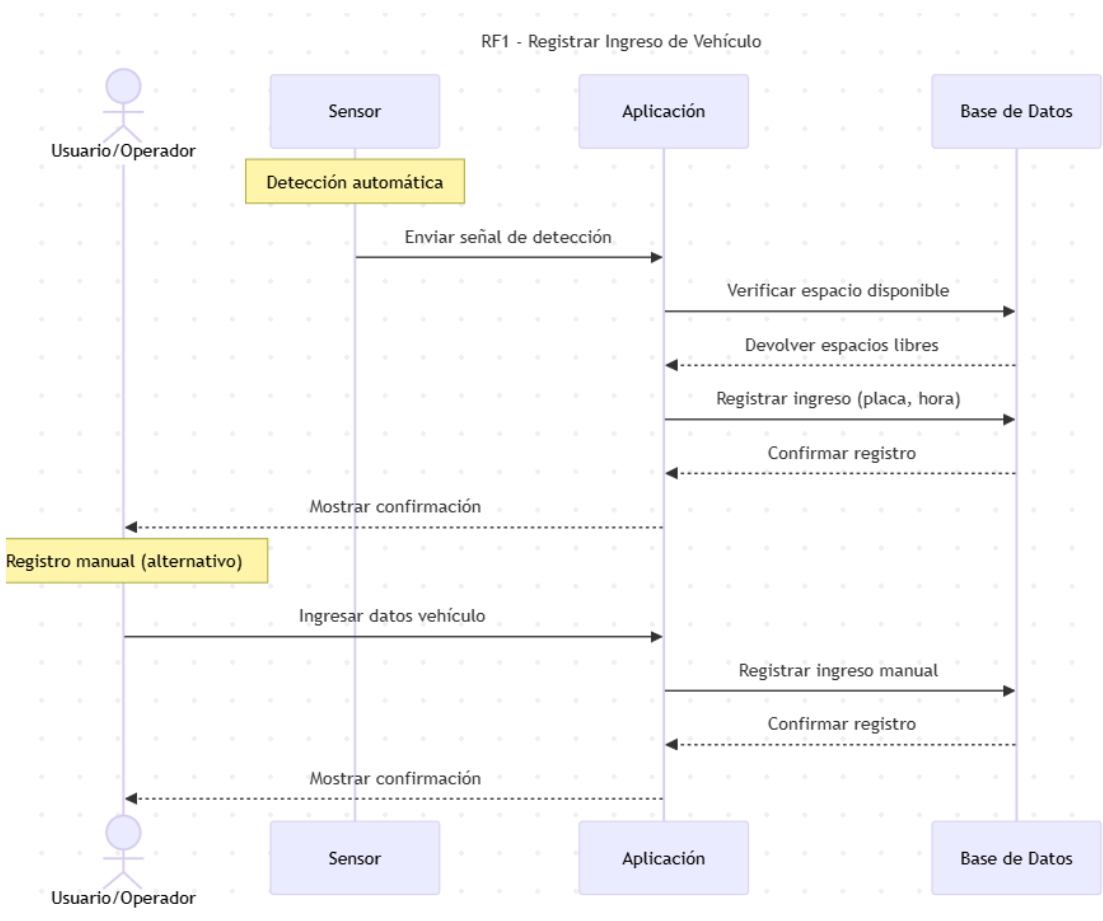 RF1 - Registrar Ingreso de Vehículo
Usuario/Operador
Sensor
Aplicación
Base de Datos
Detección automática
Enviar señal de detección
Verificar espacio disponible
Devolver espacios libres
Registrar ingreso (placa, hora)
Confirmar registro
Mostrar confirmación
Registro manual (alternativo)
Ingresar datos vehículo
Registrar ingreso manual
Confirmar registro
Mostrar confirmación
Usuario/Operador
Sensor
Aplicación
Base de Datos